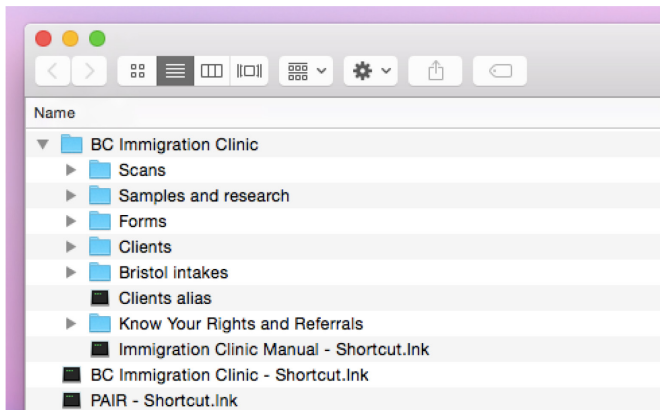 Name
BC Immigration Clinic
Scans
Samples and research
Forms
Clients
Bristol intakes
Clients alias
Know Your Rights and Referrals
Immigration Clinic Manual - Shortcut.lnk
BC Immigration Clinic - Shortcut.lnk
PAIR - Shortcut.lnk